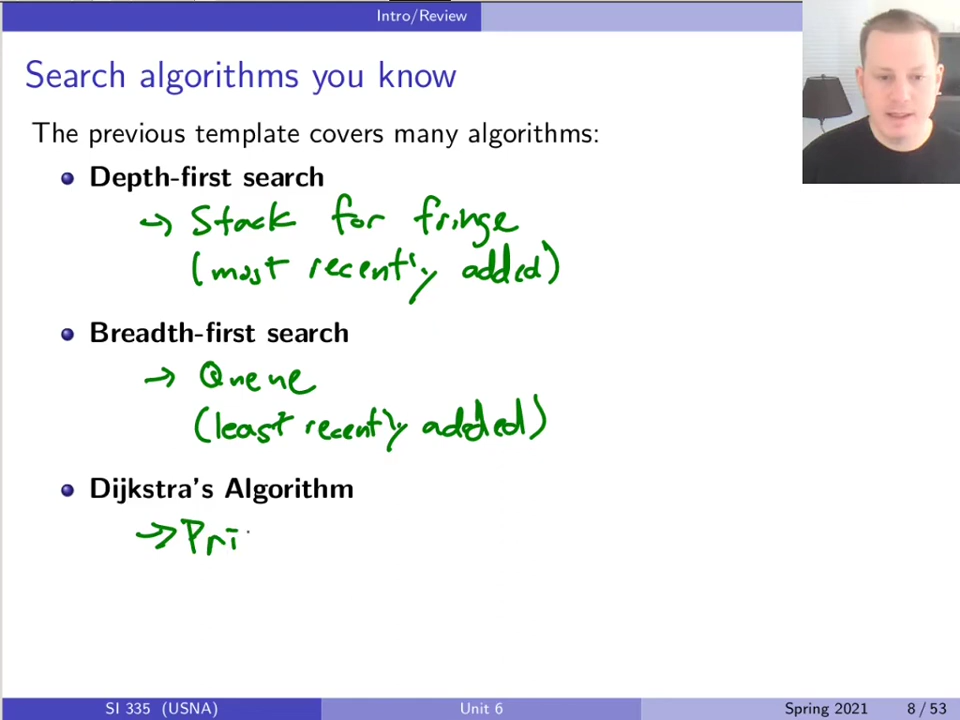 Intro/Review
Search algorithms you know
The previous template covers many algorithms:
Depth-first search
→ Stack for fringe
(most recently added)
Breadth-first search
→ Queue
(least recently added)
Dijkstra's Algorithm
→ Pri
SI 335 (USNA) Unit 6 Spring 2021 8 / 53